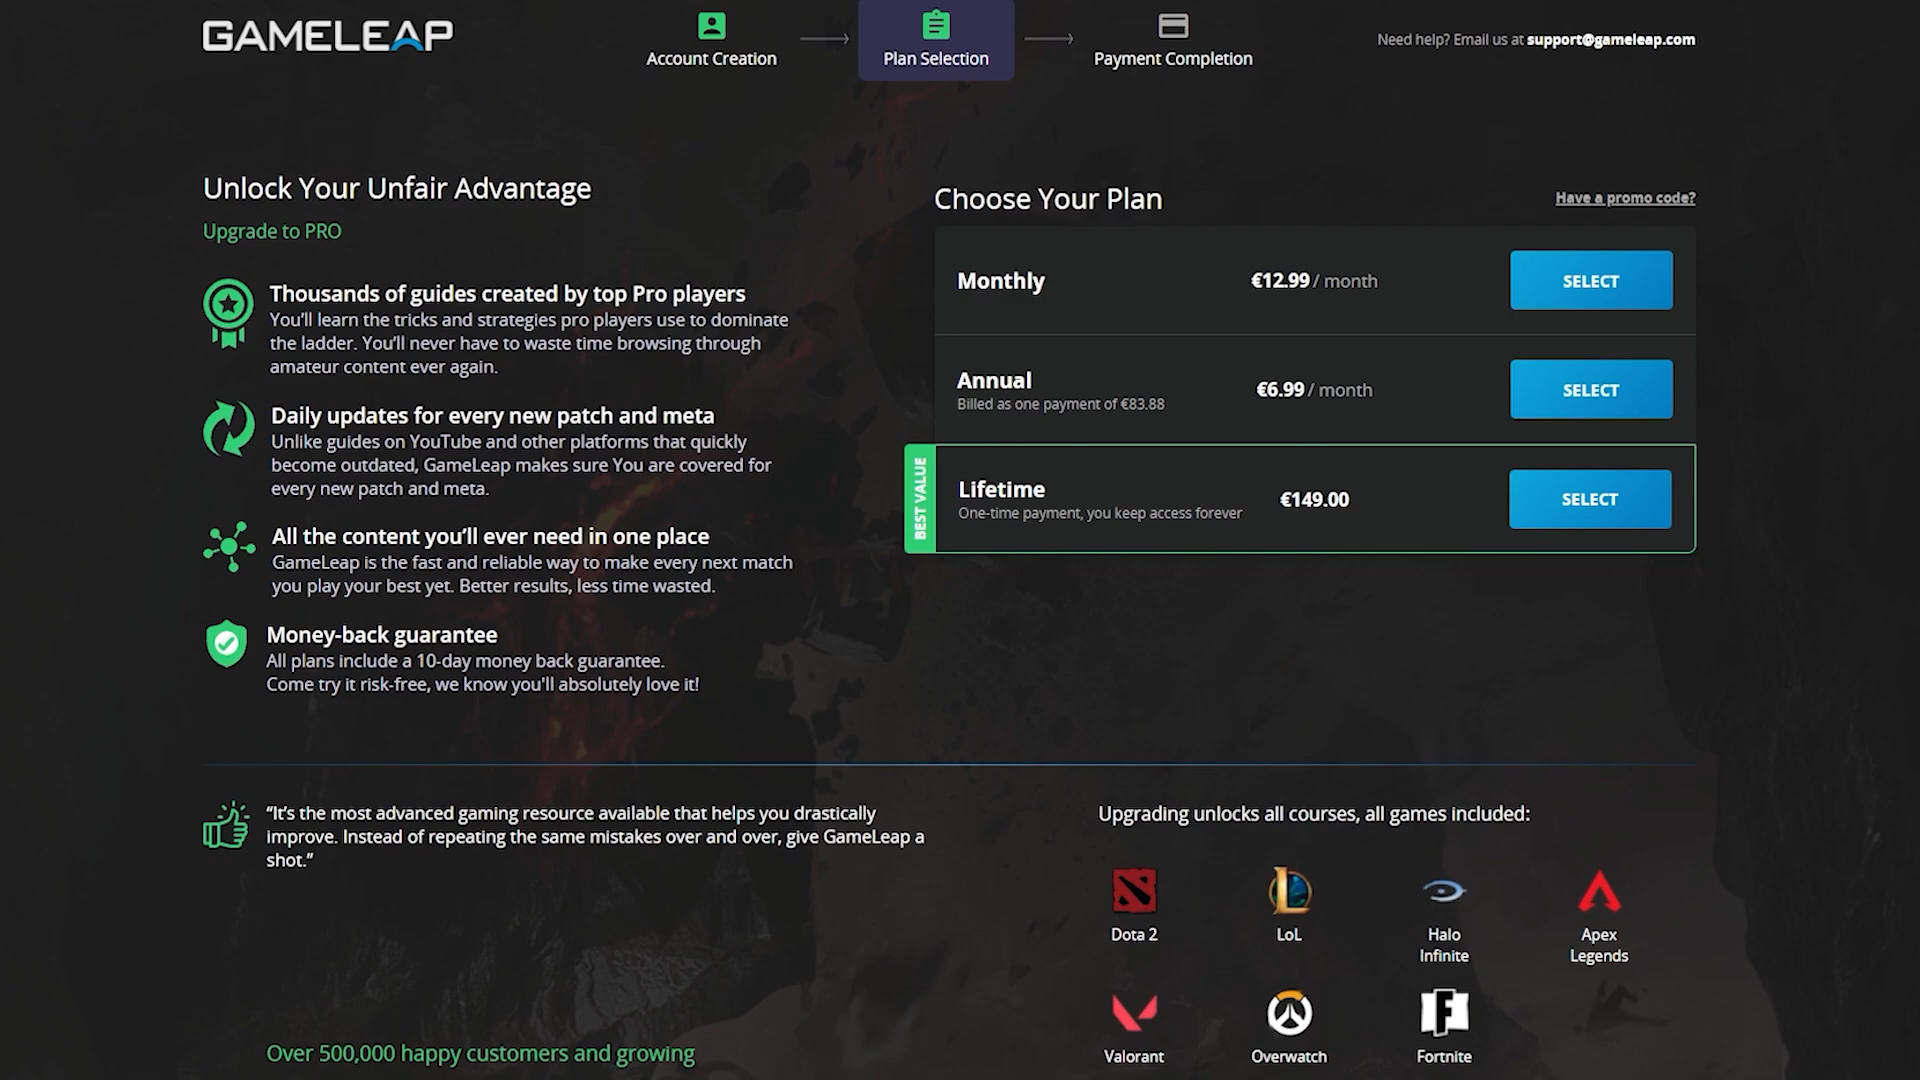 GAMELEAP
Account Creation
Plan Selection
Payment Completion
Need help? Email us at support@gameleap.com
Unlock Your Unfair Advantage
Upgrade to PRO
Thousands of guides created by top Pro players
You'll learn the tricks and strategies pro players use to dominate
the ladder. You'll never have to waste time browsing through
amateur content ever again.
Daily updates for every new patch and meta
Unlike guides on YouTube and other platforms that quickly
become outdated, GameLeap makes sure You are covered for
every new patch and meta.
All the content you'll ever need in one place
GameLeap is the fast and reliable way to make every next match
you play your best yet. Better results, less time wasted.
Money-back guarantee
All plans include a 10-day money back guarantee.
Come try it risk-free, we know you'll absolutely love it!
Choose Your Plan
Have a promo code?
Monthly
€12.99 / month
SELECT
Annual
Billed as one payment of €83.88
€6.99 / month
SELECT
BEST VALUE
Lifetime
One-time payment, you keep access forever
€149.00
SELECT
“It's the most advanced gaming resource available that helps you drastically
improve. Instead of repeating the same mistakes over and over, give GameLeap a
shot.”
Over 500,000 happy customers and growing
Upgrading unlocks all courses, all games included:
Dota 2
LoL
Halo
Infinite
Apex
Legends
Valorant
Overwatch
Fortnite